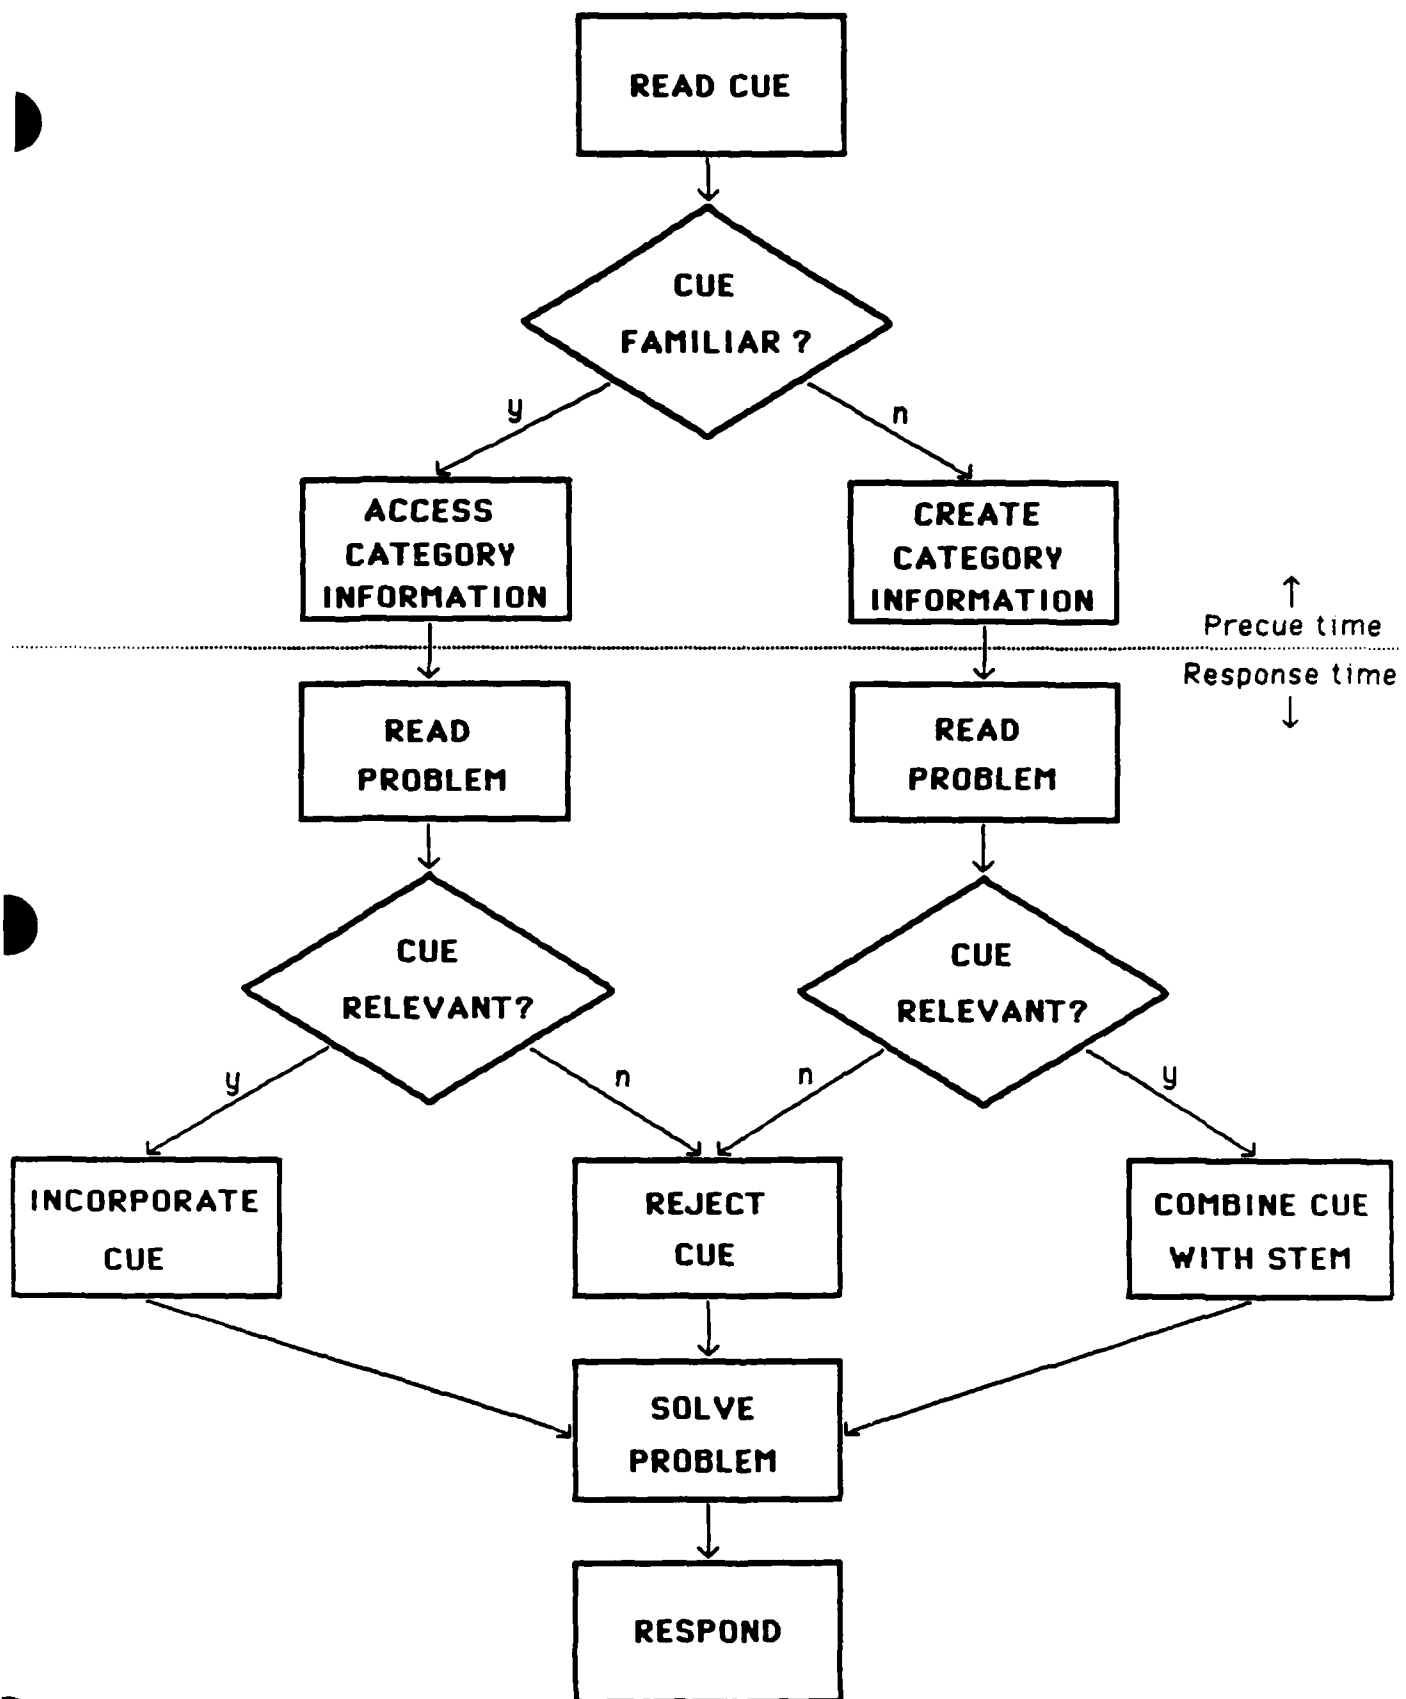 READ CUE
CUE
FAMILIAR ?
y
n
ACCESS
CATEGORY
INFORMATION
CREATE
CATEGORY
INFORMATION
Precue time
Response time
READ
PROBLEM
READ
PROBLEM
CUE
RELEVANT?
CUE
RELEVANT?
y
n
n
y
INCORPORATE
CUE
REJECT
CUE
COMBINE CUE
WITH STEM
SOLVE
PROBLEM
RESPOND